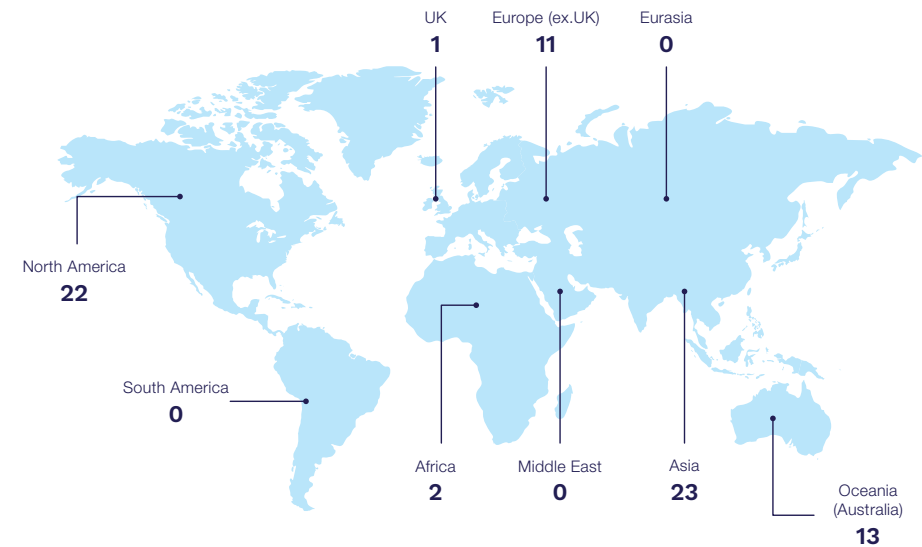 UK
1
Europe (ex.UK)
11
Eurasia
0
North America
22
South America
0
Africa
2
Middle East
0
Asia
23
Oceania
(Australia)
13